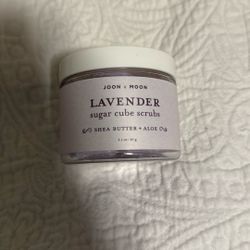 JOON x MOON
LAVENDER
sugar cube scrubs
SHEA BUTTER + ALOE